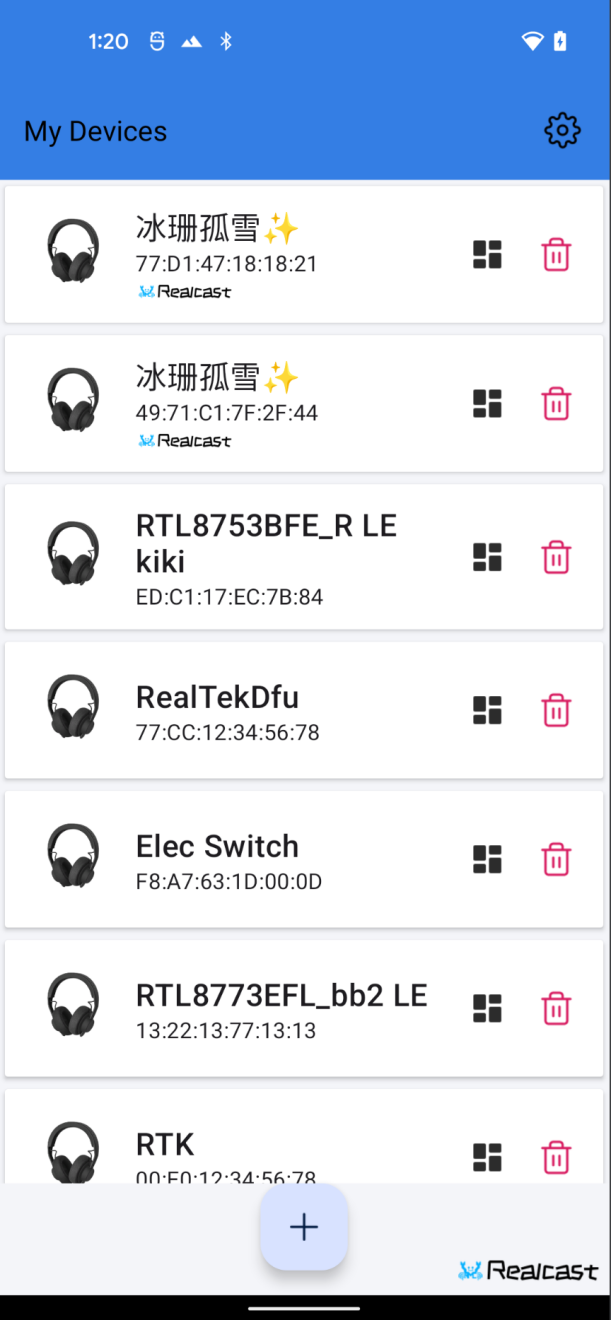 1:20
My Devices
冰珊孤雪✨
77:D1:47:18:18:21
Realcast
冰珊孤雪✨
49:71:C1:7F:2F:44
Realcast
RTL8753BFE_R LE
kiki
ED:C1:17:EC:7B:84
RealTekDfu
77:CC:12:34:56:78
Elec Switch
F8:A7:63:1D:00:0D
RTL8773EFL_bb2 LE
13:22:13:77:13:13
RTK
00:E0:12:34:56:78
Realcast